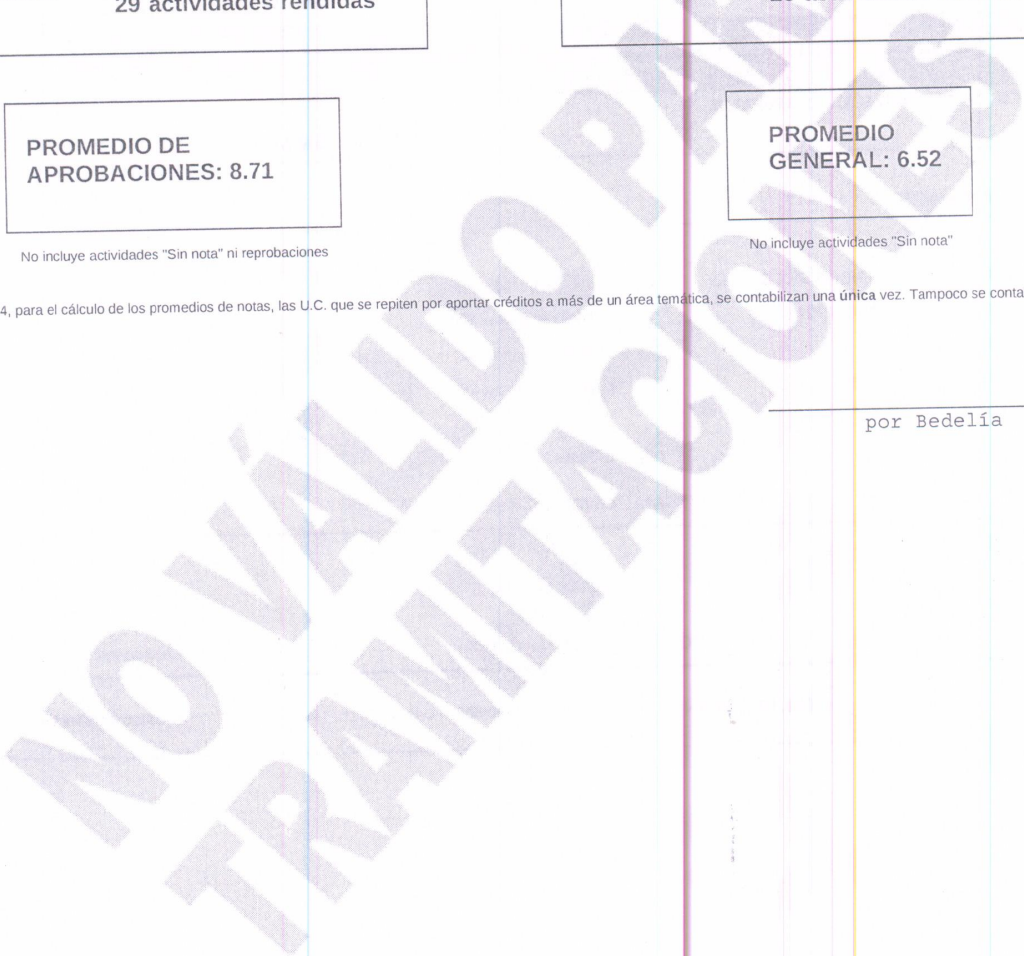 29 actividades rendidas
PROMEDIO DE
APROBACIONES: 8.71
No incluye actividades "Sin nota" ni reprobaciones
PROMEDIO
GENERAL: 6.52
No incluye actividades "Sin nota"
4, para el cálculo de los promedios de notas, las U.C. que se repiten por aportar créditos a más de un área temática, se contabilizan una única vez. Tampoco se conta
por Bedelía
NO VÁLIDO PAR
TRAMITACIONES